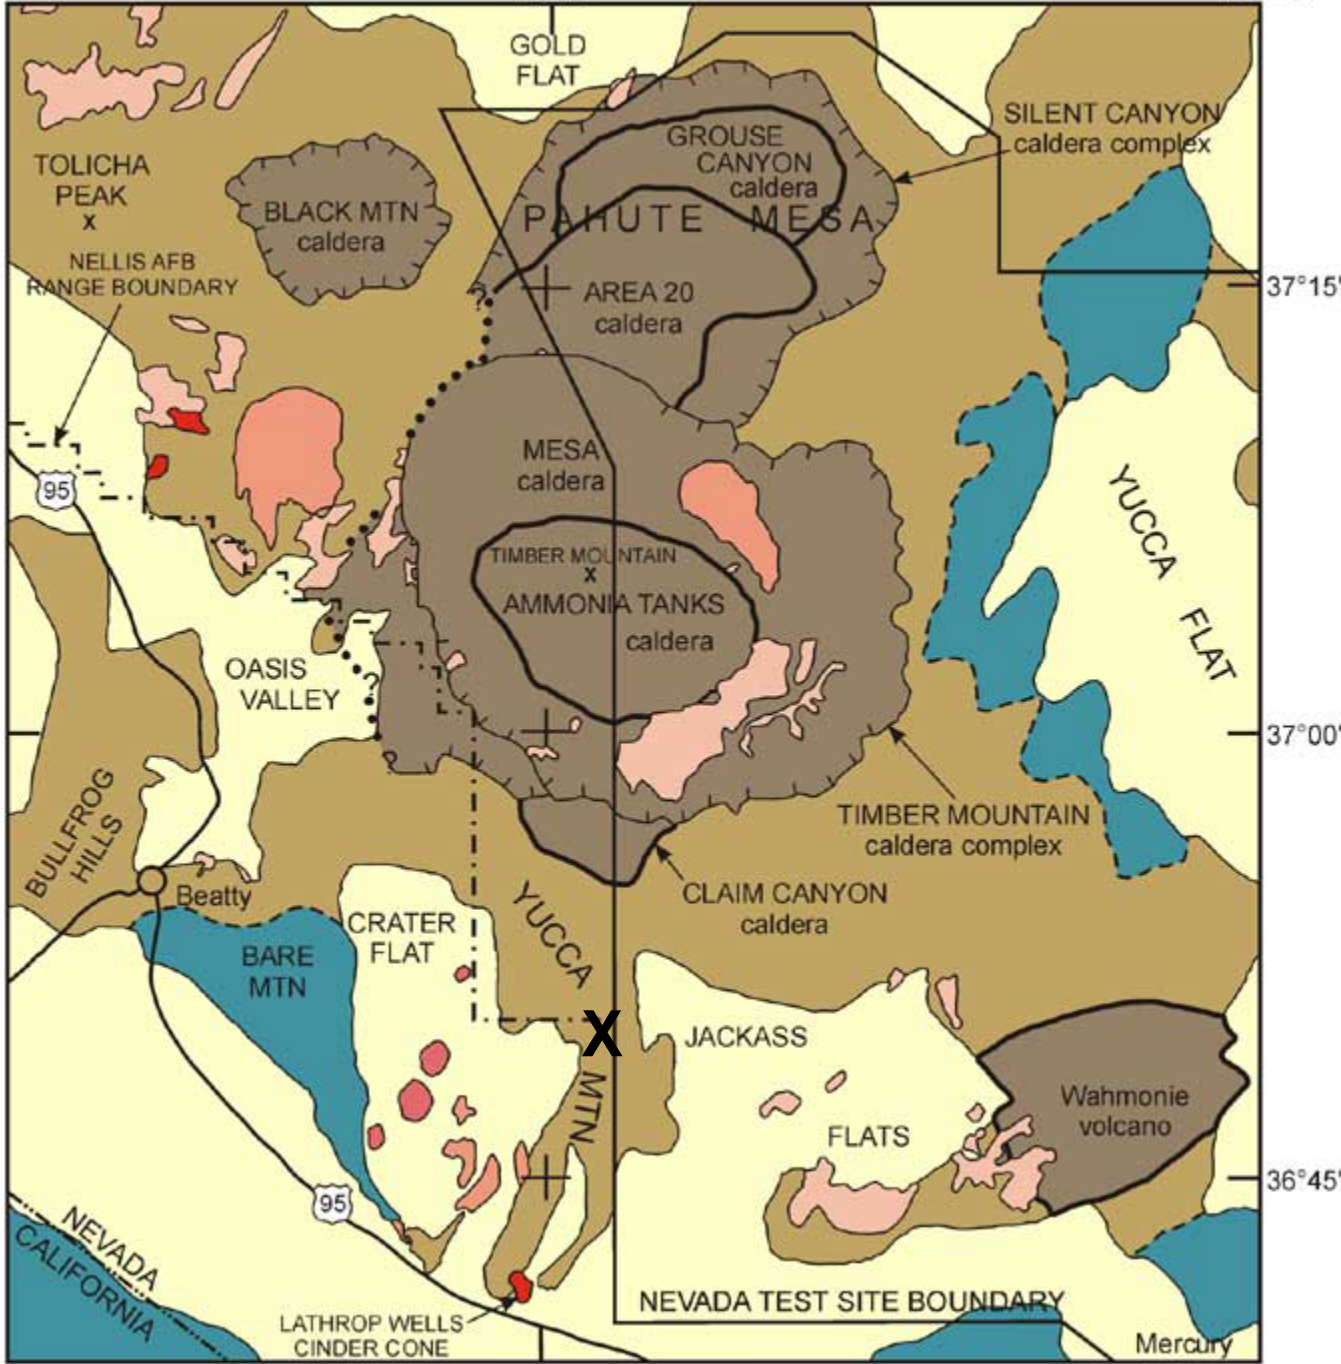 GOLD
FLAT
SILENT CANYON
caldera complex
GROUSE
CANYON
caldera
TOLICHA
PEAK
x
BLACK MTN
caldera
PAHUTE MESA
NELLIS AFB
RANGE BOUNDARY
37°15'
?
AREA 20
caldera
MESA
caldera
95
YUCCA
FLAT
TIMBER MOUNTAIN
x
AMMONIA TANKS
caldera
OASIS
VALLEY
?
37°00'
?
TIMBER MOUNTAIN
caldera complex
BULLFROG
HILLS
Beatty
CLAIM CANYON
caldera
YUCCA
MTN
CRATER
FLAT
BARE
MTN
X
JACKASS
FLATS
Wahmonie
volcano
36°45'
95
NEVADA
CALIFORNIA
NEVADA TEST SITE BOUNDARY
LATHROP WELLS
CINDER CONE
Mercury